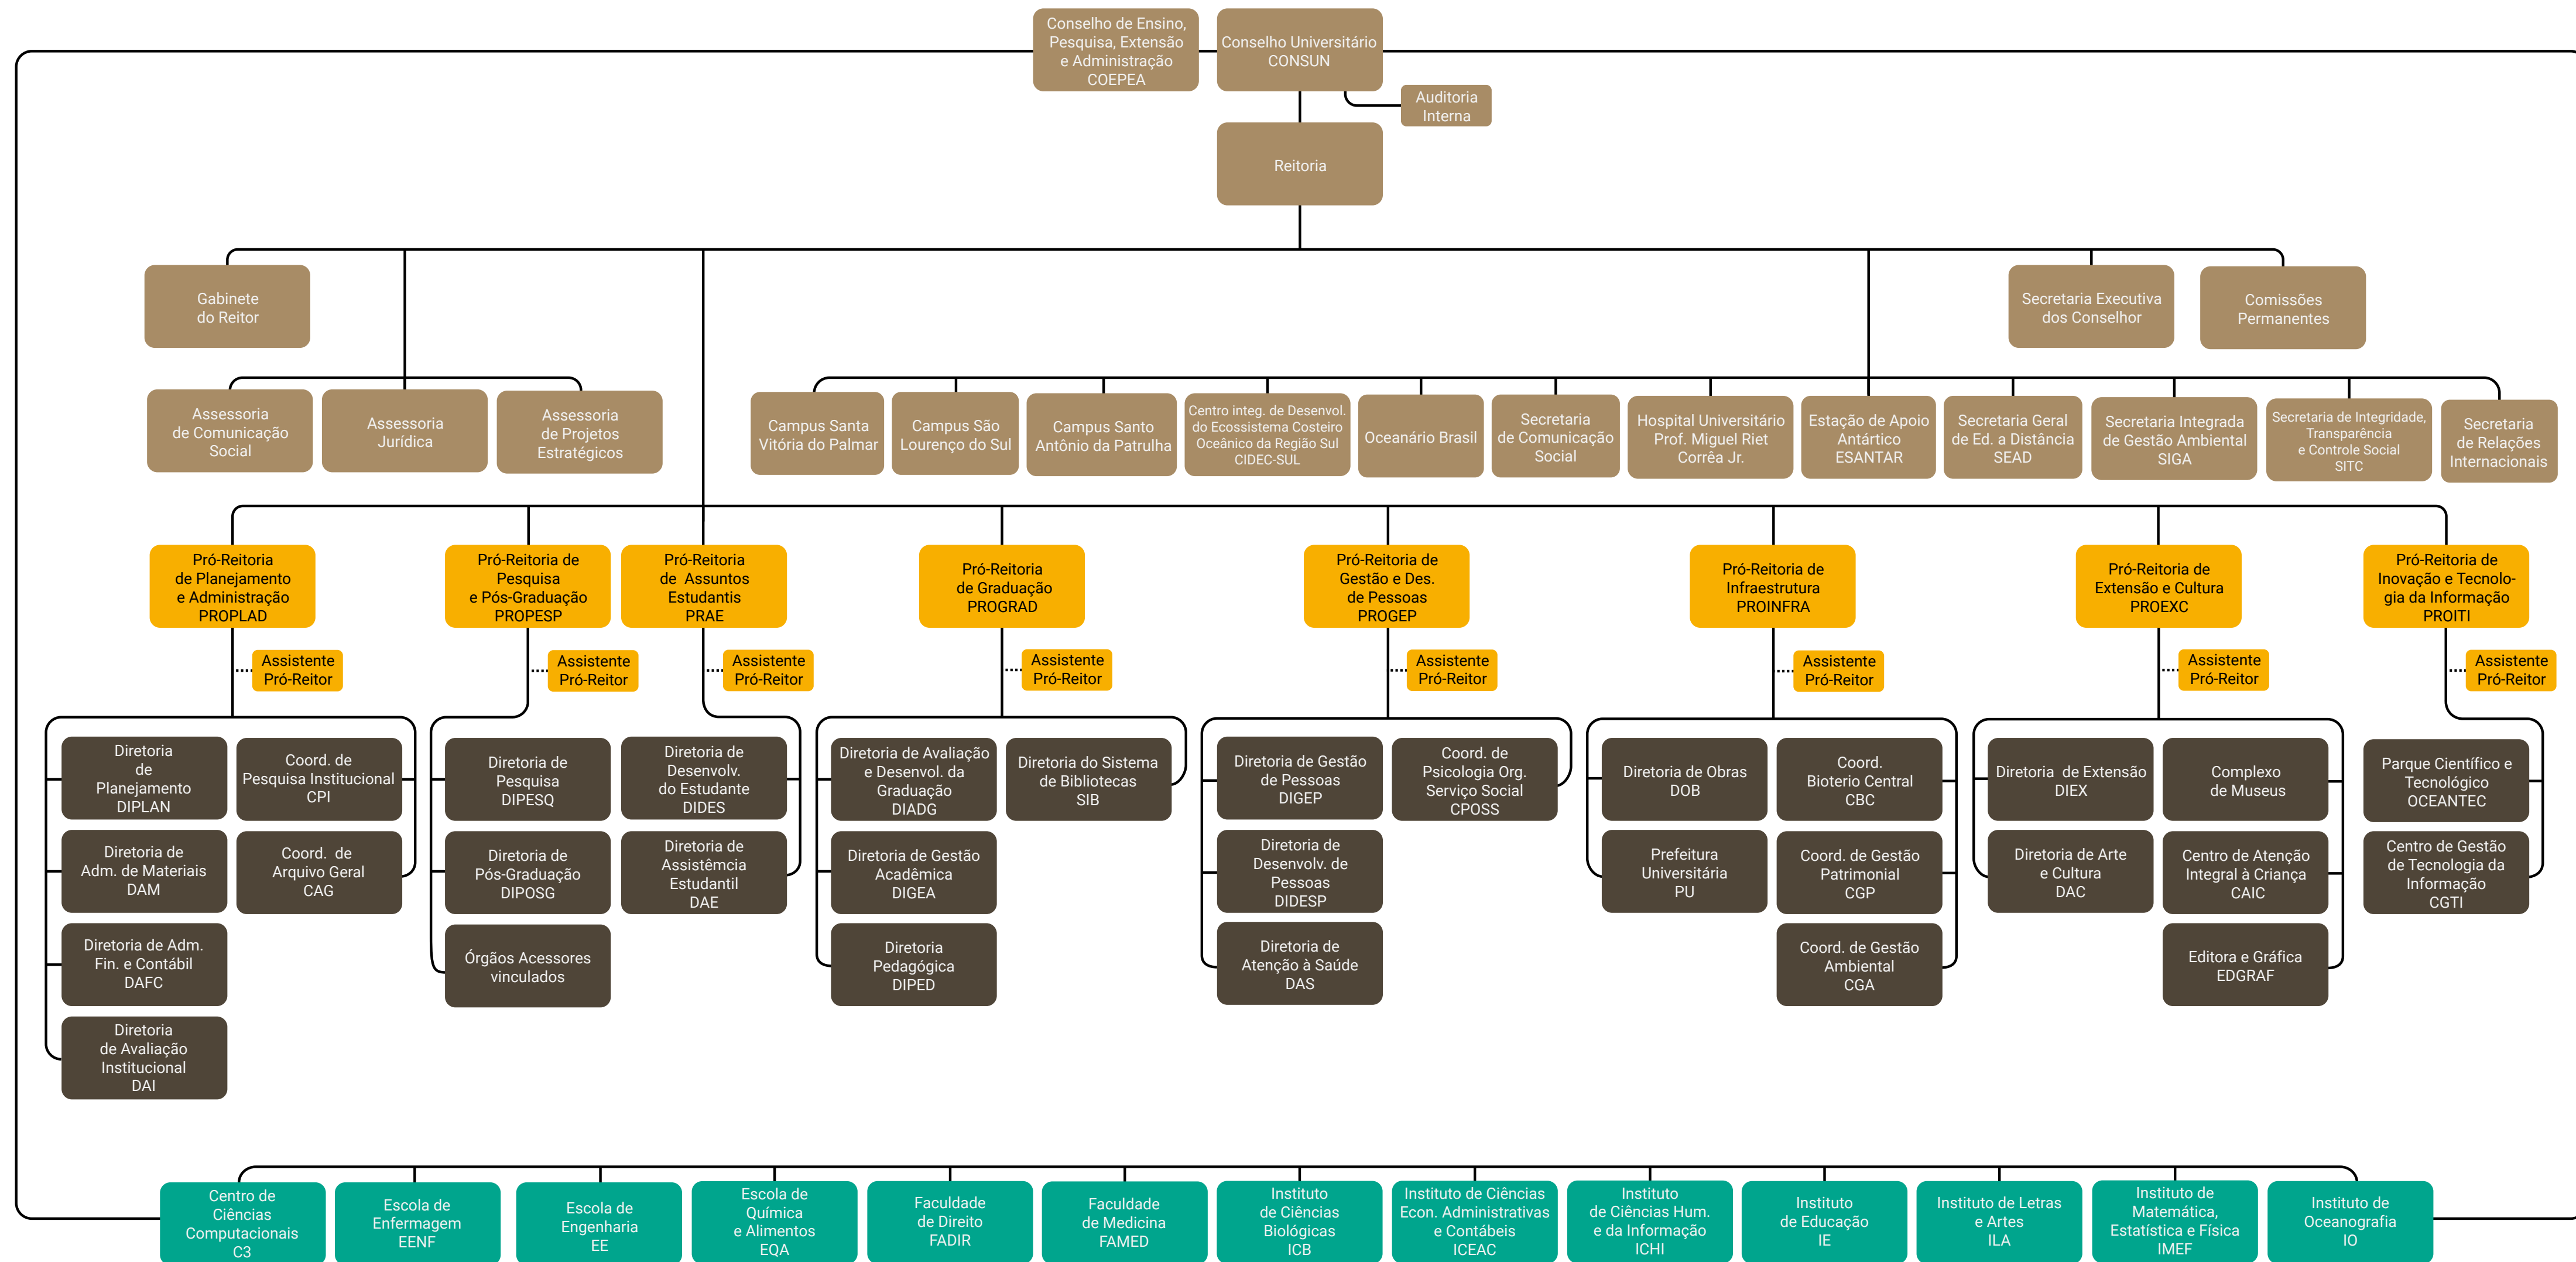 Conselho de Ensino,
Pesquisa, Extensão
e Administração
COEPEA
Conselho Universitário
CONSUN
Auditoria
Interna
Reitoria
Gabinete
do Reitor
Secretaria Executiva
dos Conselhor
Comissões
Permanentes
Assessoria
de Comunicação
Social
Assessoria
Jurídica
Assessoria
de Projetos
Estratégicos
Campus Santa
Vitória do Palmar
Campus São
Lourenço do Sul
Campus Santo
Antônio da Patrulha
Centro integ. de Desenvol.
do Ecossistema Costeiro
Oceânico da Região Sul
CIDEC-SUL
Oceanário Brasil
Secretaria
de Comunicação
Social
Hospital Universitário
Prof. Miguel Riet
Corrêa Jr.
Estação de Apoio
Antártico
ESANTAR
Secretaria Geral
de Ed. a Distância
SEAD
Secretaria Integrada
de Gestão Ambiental
SIGA
Secretaria de Integridade,
Transparência
e Controle Social
SITC
Secretaria
de Relações
Internacionais
Pró-Reitoria
de Planejamento
e Administração
PROPLAD
Pró-Reitoria de
Pesquisa
e Pós-Graduação
PROPESP
Pró-Reitoria
de Assuntos
Estudantis
PRAE
Pró-Reitoria
de Graduação
PROGRAD
Pró-Reitoria de
Gestão e Des.
de Pessoas
PROGEP
Pró-Reitoria de
Infraestrutura
PROINFRA
Pró-Reitoria de
Extensão e Cultura
PROEXC
Pró-Reitoria de
Inovação e Tecnolo-
gia da Informação
PROITI
Assistente
Pró-Reitor
Assistente
Pró-Reitor
Assistente
Pró-Reitor
Assistente
Pró-Reitor
Assistente
Pró-Reitor
Assistente
Pró-Reitor
Assistente
Pró-Reitor
Assistente
Pró-Reitor
Diretoria
de
Planejamento
DIPLAN
Coord. de
Pesquisa Institucional
CPI
Diretoria de
Pesquisa
DIPESQ
Diretoria de
Desenvolv.
do Estudante
DIDES
Diretoria de Avaliação
e Desenvol. da
Graduação
DIADG
Diretoria do Sistema
de Bibliotecas
SIB
Diretoria de Gestão
de Pessoas
DIGEP
Coord. de
Psicologia Org.
Serviço Social
CPOSS
Diretoria de Obras
DOB
Coord.
Bioterio Central
CBC
Diretoria de Extensão
DIEX
Complexo
de Museus
Parque Científico e
Tecnológico
OCEANTEC
Diretoria de
Adm. de Materiais
DAM
Coord. de
Arquivo Geral
CAG
Diretoria de
Pós-Graduação
DIPOSG
Diretoria de
Assistêmcia
Estudantil
DAE
Diretoria de Gestão
Acadêmica
DIGEA
Diretoria de
Desenvolv. de
Pessoas
DIDESP
Prefeitura
Universitária
PU
Coord. de Gestão
Patrimonial
CGP
Diretoria de Arte
e Cultura
DAC
Centro de Atenção
Integral à Criança
CAIC
Centro de Gestão
de Tecnologia da
Informação
CGTI
Diretoria de Adm.
Fin. e Contábil
DAFC
Órgãos Acessores
vinculados
Diretoria
Pedagógica
DIPED
Diretoria de
Atenção à Saúde
DAS
Coord. de Gestão
Ambiental
CGA
Editora e Gráfica
EDGRAF
Diretoria
de Avaliação
Institucional
DAI
Centro de
Ciências
Computacionais
C3
Escola de
Enfermagem
EENF
Escola de
Engenharia
EE
Escola de
Química
e Alimentos
EQA
Faculdade
de Direito
FADIR
Faculdade
de Medicina
FAMED
Instituto
de Ciências
Biológicas
ICB
Instituto de Ciências
Econ. Administrativas
e Contábeis
ICEAC
Instituto
de Ciências Hum.
e da Informação
ICHI
Instituto
de Educação
IE
Instituto de Letras
e Artes
ILA
Instituto de
Matemática,
Estatística e Física
IMEF
Instituto de
Oceanografia
IO